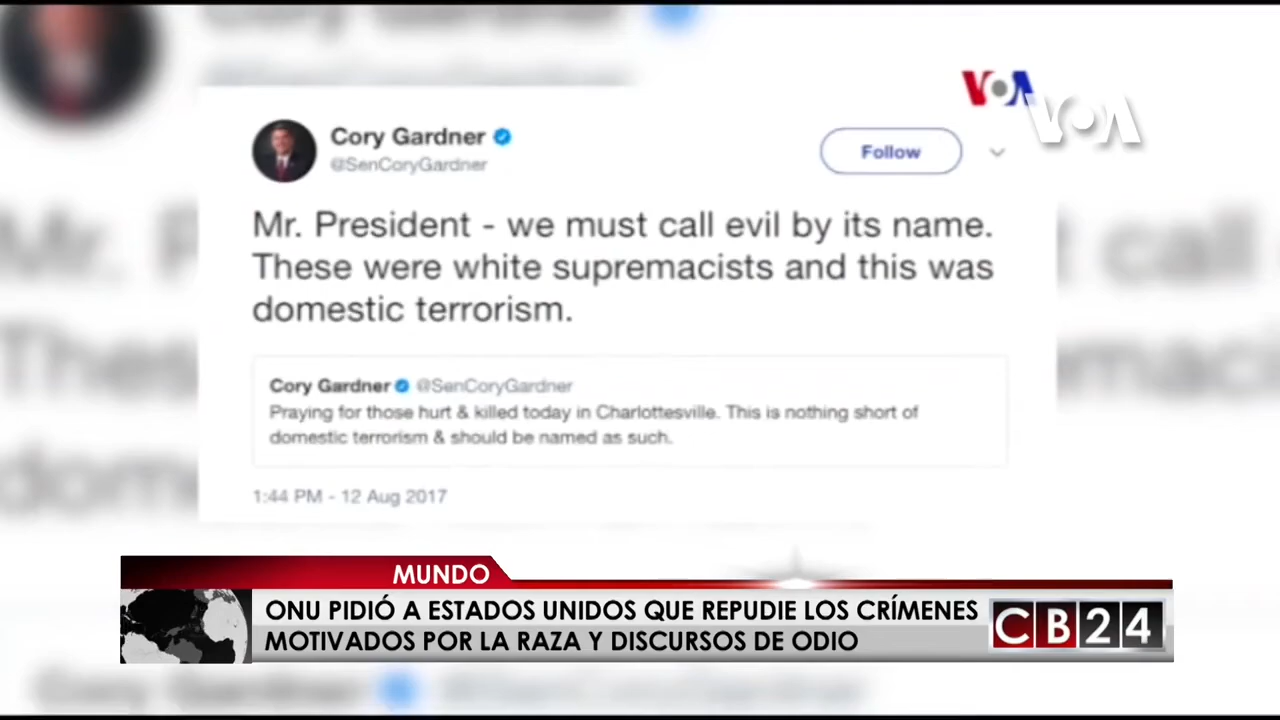 VOA
VOA
Cory Gardner
@SenCoryGardner
Follow
Mr. President - we must call evil by its name.
These were white supremacists and this was
domestic terrorism.
Cory Gardner @SenCoryGardner
Praying for those hurt & killed today in Charlottesville. This is nothing short of
domestic terrorism & should be named as such.
1:44 PM - 12 Aug 2017
MUNDO
ONU PIDIÓ A ESTADOS UNIDOS QUE REPUDIE LOS CRÍMENES
MOTIVADOS POR LA RAZA Y DISCURSOS DE ODIO
CB24